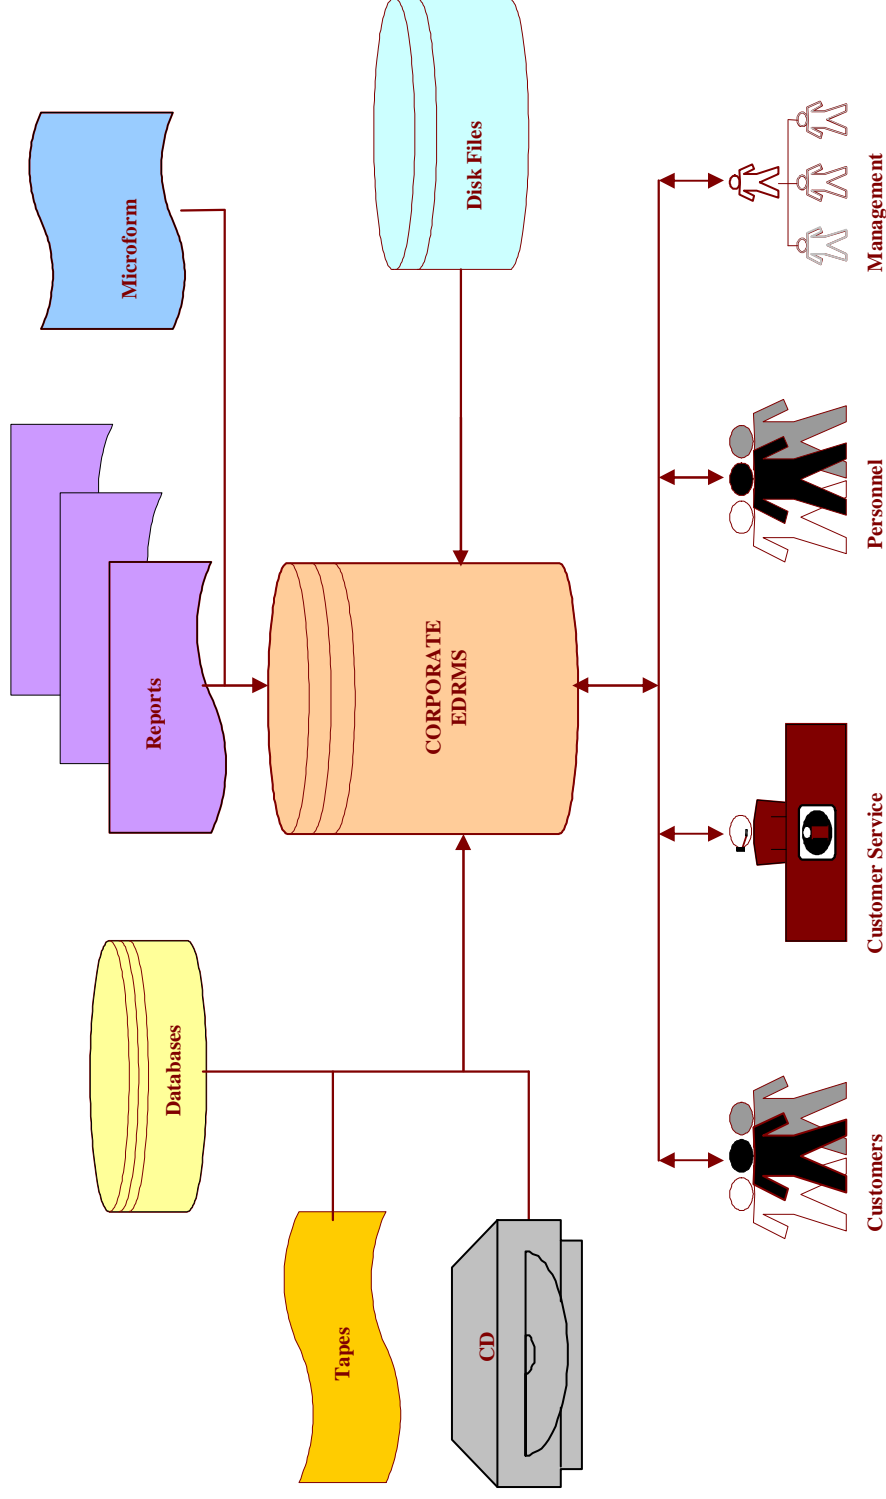 Databases
Reports
Microform
Tapes
CD
CORPORATE
EDRMS
Disk Files
Customers
Customer Service
Personnel
Management